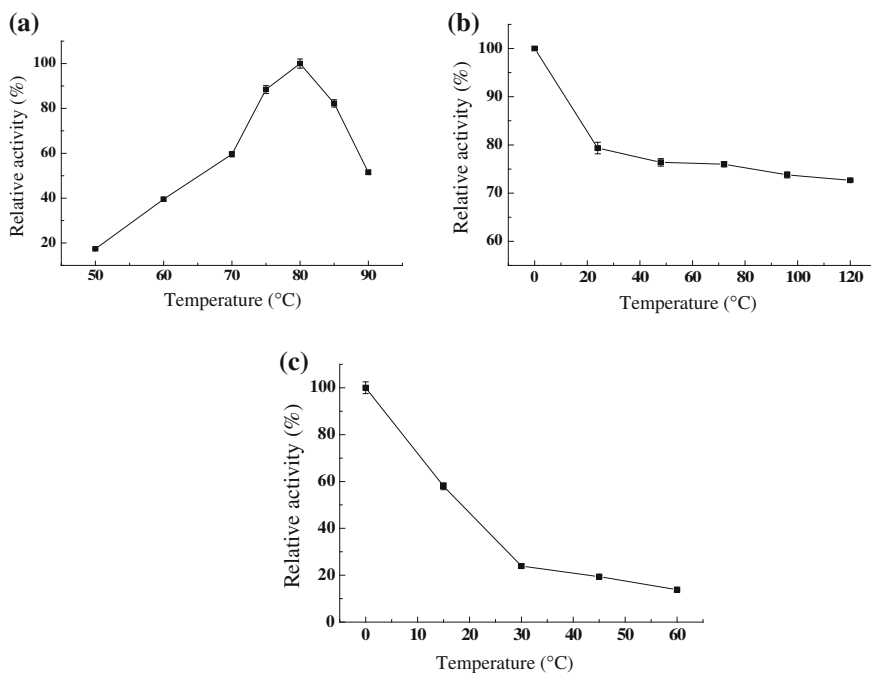 (a)
Relative activity (%)
100
80
60
40
20
50 60 70 80 90
Temperature (°C)
(b)
Relative activity (%)
100
90
80
70
60
0 20 40 60 80 100 120
Temperature (°C)
(c)
Relative activity (%)
100
80
60
40
20
0
0 10 20 30 40 50 60
Temperature (°C)